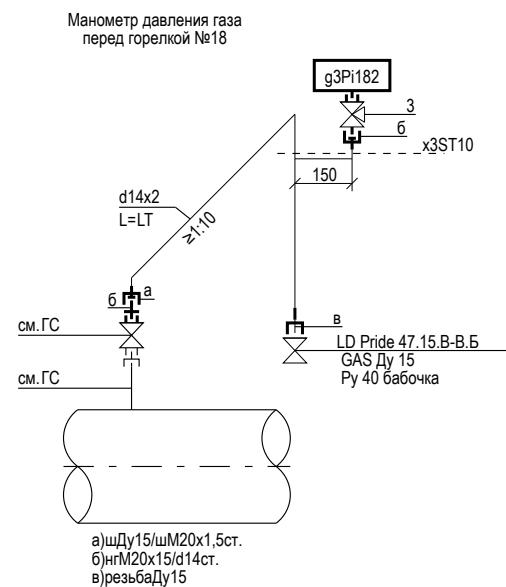 Манометр давления газа
перед горелкой №18
g3Pi182
3
б
x3ST10
150
d14x2
L=LT
≥1:10
а
б
см.ГС
в
LD Pride 47.15.В-В.Б
GAS Ду 15
Ру 40 бабочка
см.ГС
а)шДу15/шМ20х1,5ст.
б)нгМ20х15/d14ст.
в)резьбаДу15